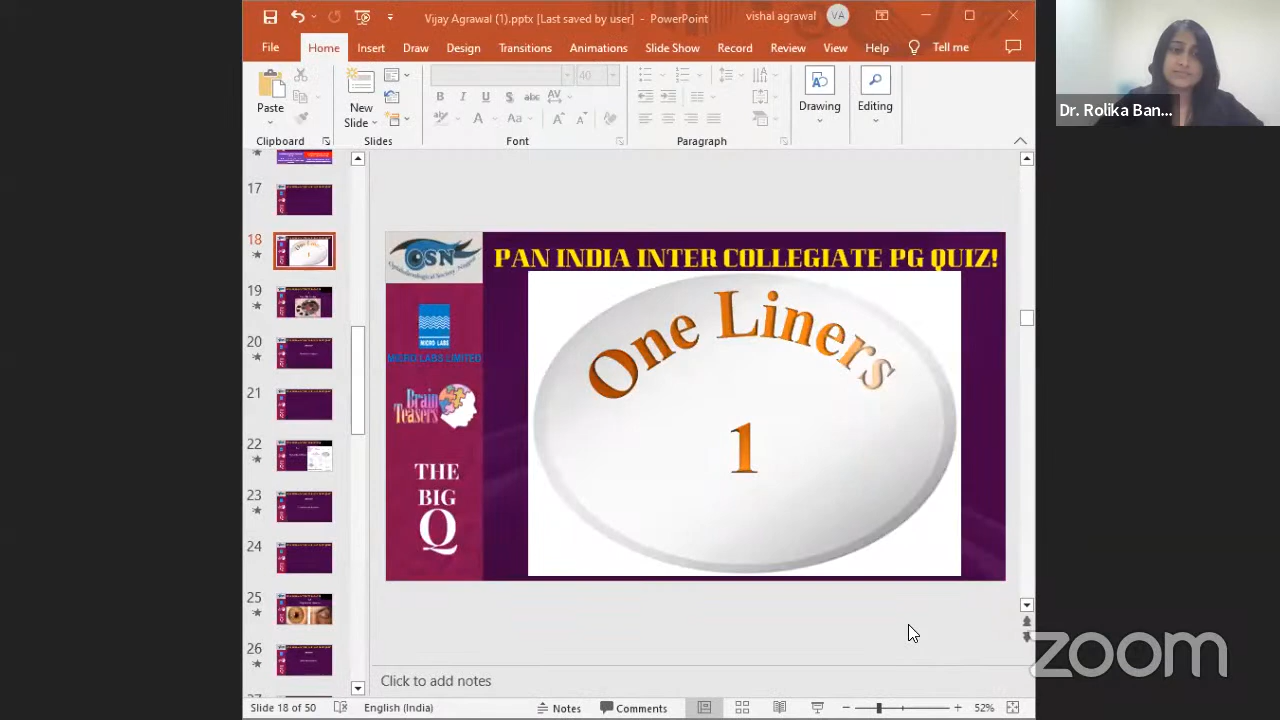 Vijay Agrawal (1).pptx [Last saved by user] - PowerPoint
vishal agrawal
VA
File
Home
Insert
Draw
Design
Transitions
Animations
Slide Show
Record
Review
View
Help
Tell me
Paste
New
Slide
40
Drawing
Editing
Clipboard
Slides
Font
Paragraph
Dr. Rolika Ban...
17
18
19
20
21
22
23
24
25
26
OSN
PAN INDIA INTER COLLEGIATE PG QUIZ!
MICRO LABS
MICRO LABS LIMITED
Brain
Teasers
THE
BIG
Q
One Liners
1
Click to add notes
zoom
Slide 18 of 50
English (India)
Notes
Comments
52%